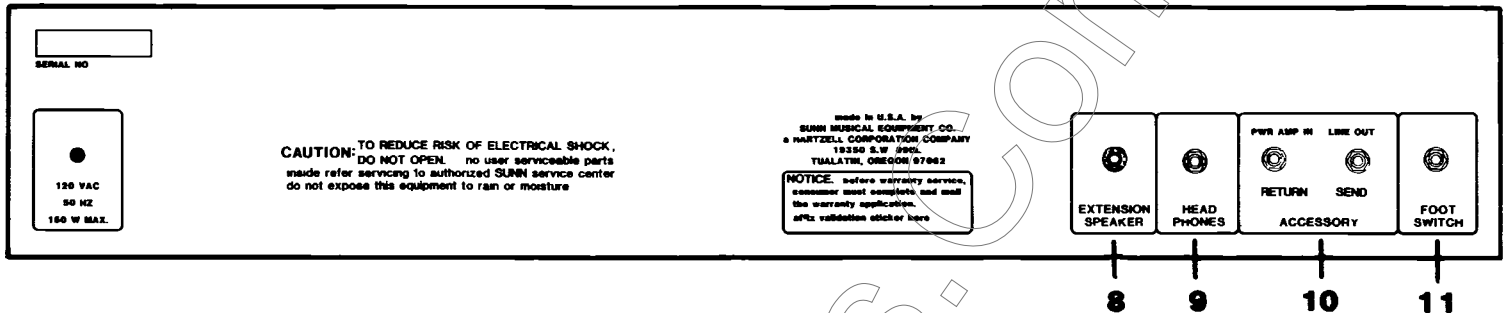 SERIAL NO
120 VAC
50 HZ
150 W MAX.
CAUTION: TO REDUCE RISK OF ELECTRICAL SHOCK,
DO NOT OPEN. no user serviceable parts
inside refer servicing to authorized SUNN service center
do not expose this equipment to rain or moisture
made in U.S.A. by
SUNN MUSICAL EQUIPMENT CO.
a HARTZELL CORPORATION COMPANY
19350 S.W
TUALATIN, OREGON 97062
NOTICE. before warranty service,
consumer must complete and mail
the warranty application.
affix validation sticker here
EXTENSION
SPEAKER
HEAD
PHONES
PWR AMP IN LINE OUT
RETURN SEND
ACCESSORY
FOOT
SWITCH
8 9 10 11